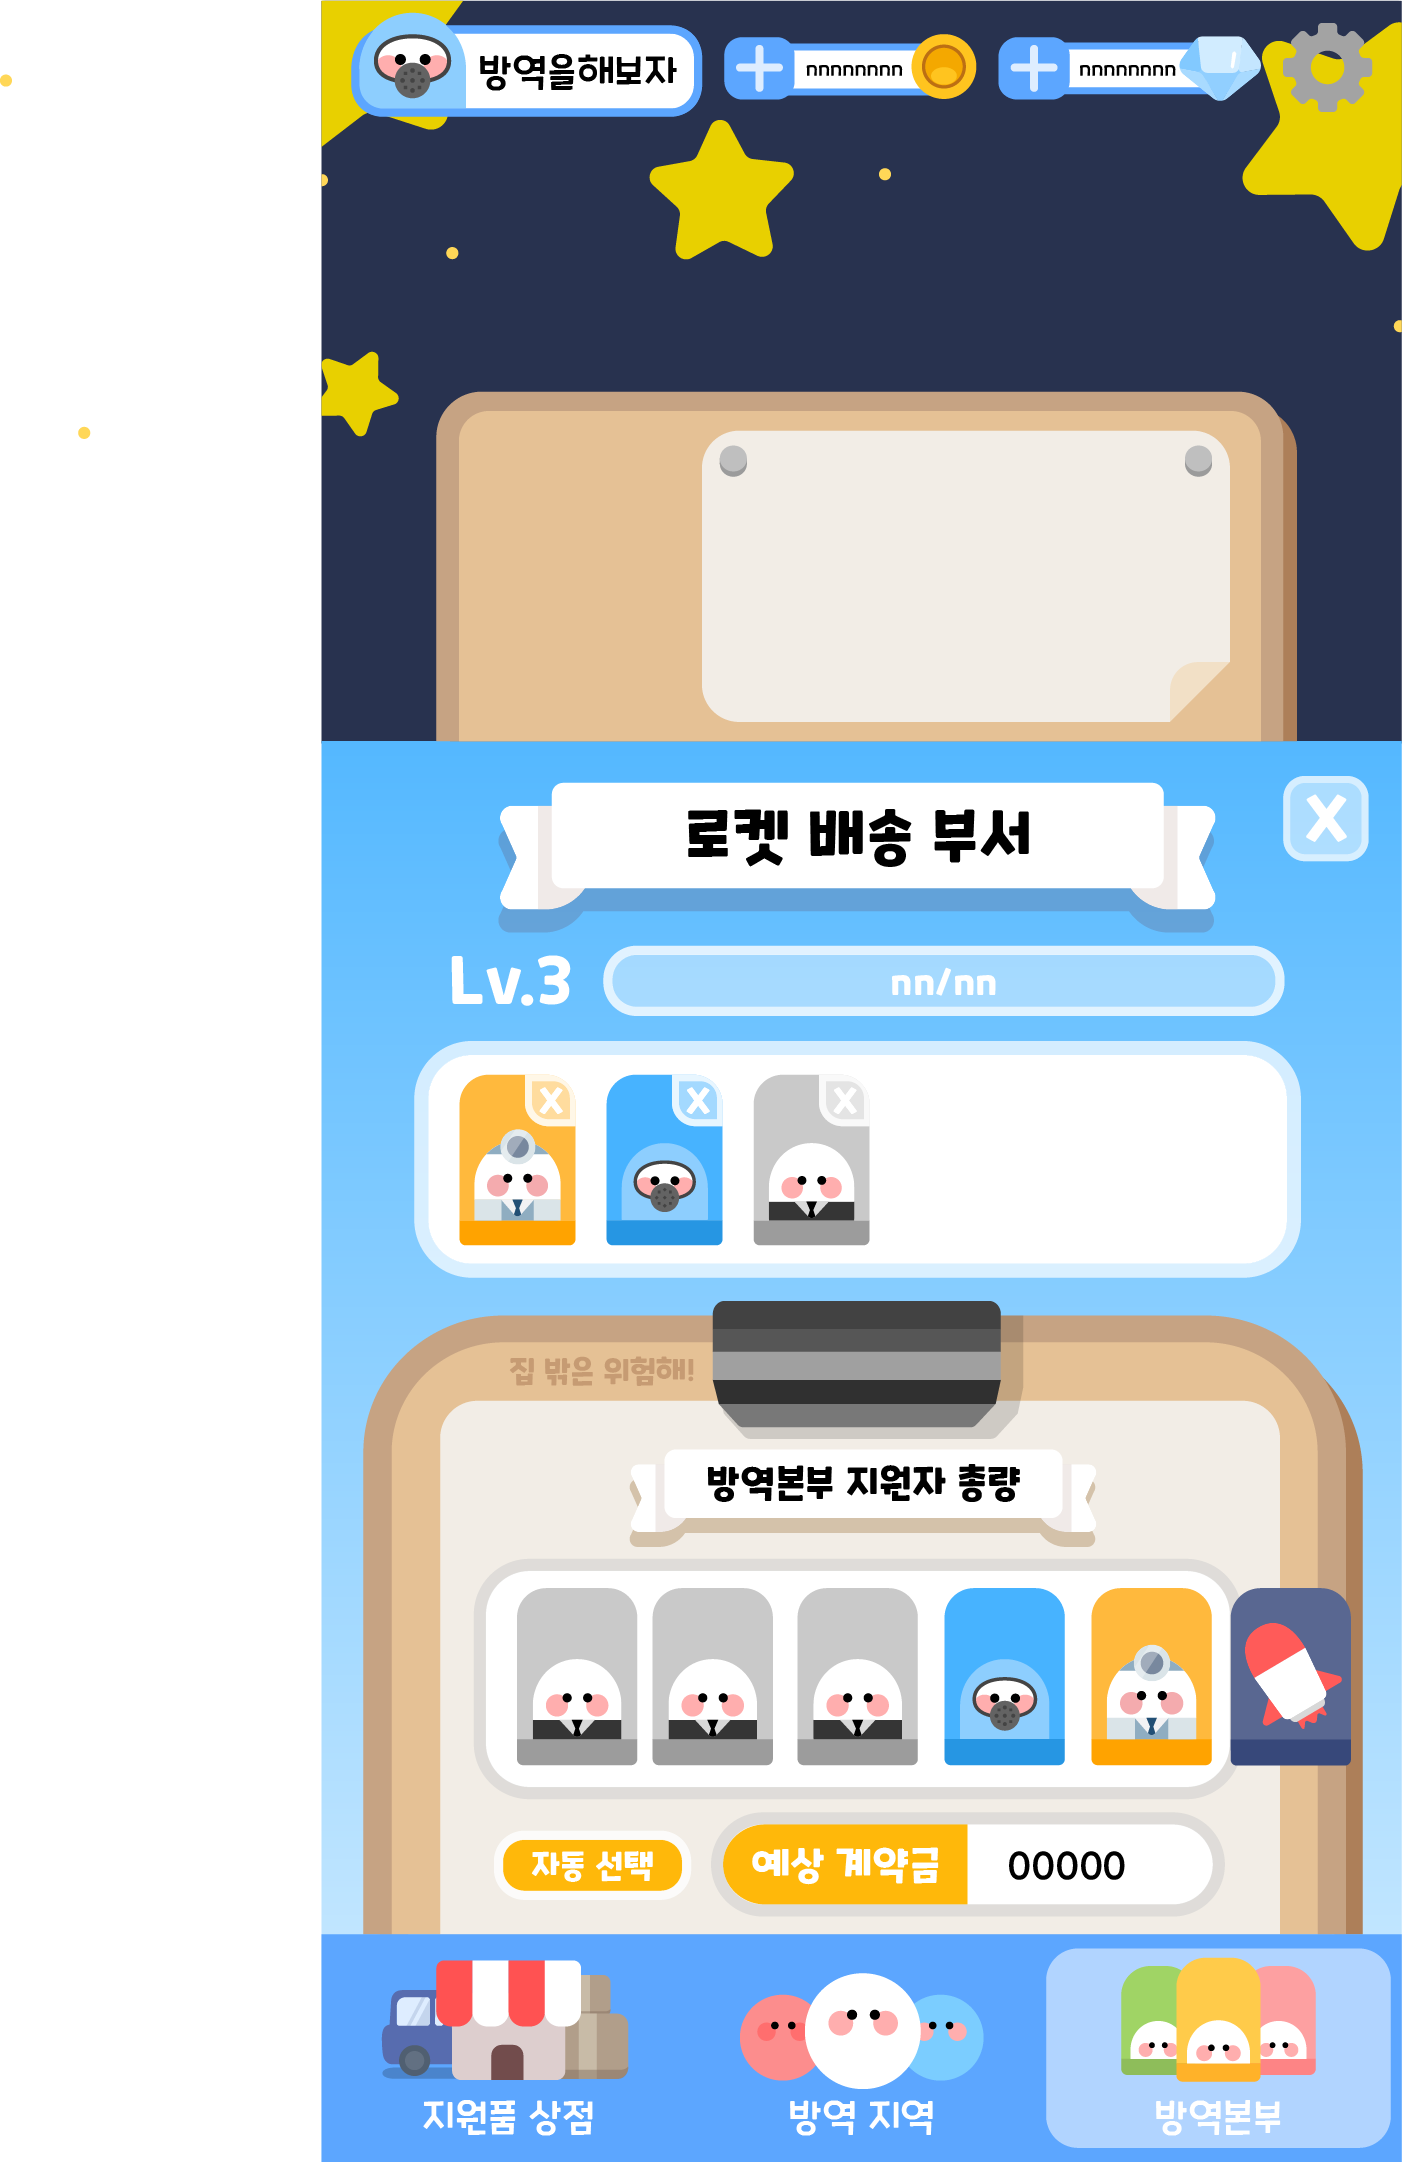 방역을해보자
nnnnnnnn
nnnnnnnn
로켓 배송 부서
X
Lv.3
nn/nn
X
X
X
집 밖은 위험해!
방역본부 지원자 총량
자동 선택
예상 계약금
00000
지원품 상점
방역 지역
방역본부